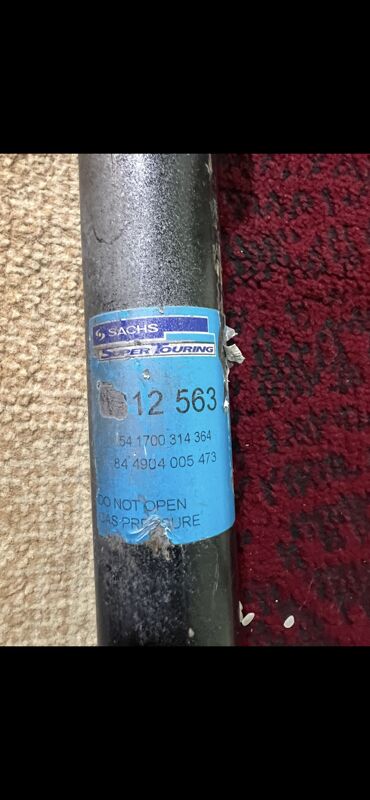 SACHS
SUPER TOURING
12 563
54 1700 314 364
84 4904 005 473
DO NOT OPEN
GAS PRESSURE